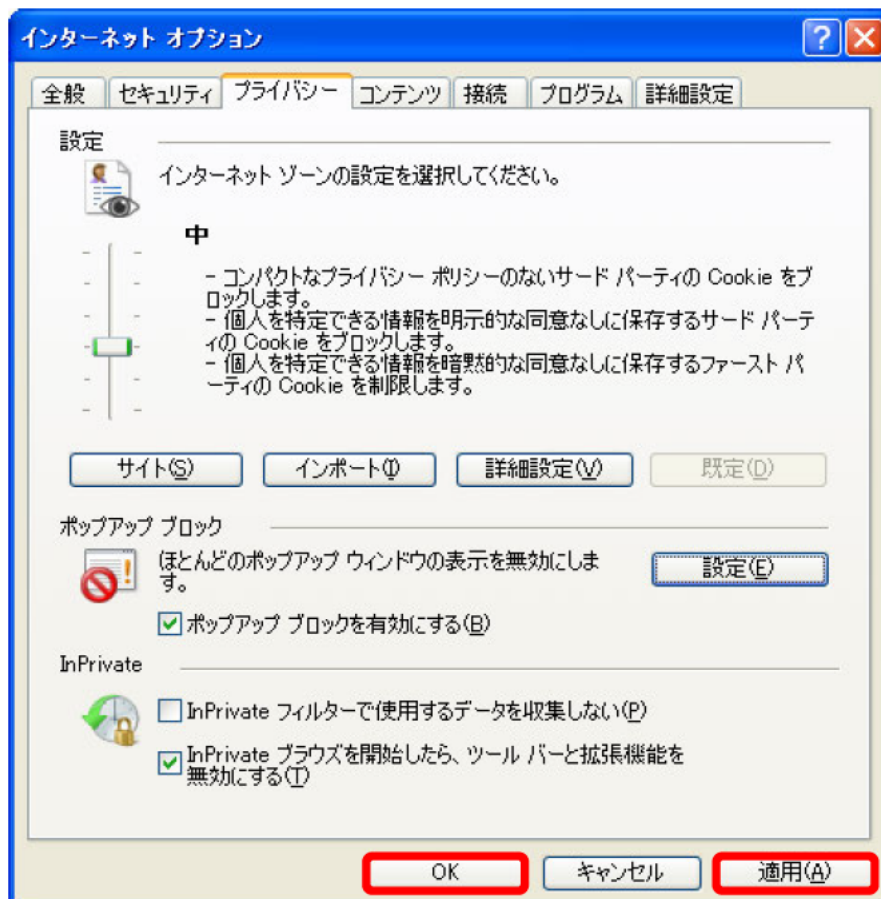 インターネット オプション
全般 セキュリティ プライバシー コンテンツ 接続 プログラム 詳細設定
設定
インターネット ゾーンの設定を選択してください。
中
- コンパクトなプライバシー ポリシーのないサード パーティの Cookie をブ
ロックします。
- 個人を特定できる情報を明示的な同意なしに保存するサード パーテ
ィの Cookie をブロックします。
- 個人を特定できる情報を暗黙的な同意なしに保存するファースト パ
ーティの Cookie を制限します。
サイト(S) インポート(I) 詳細設定(V) 既定(D)
ポップアップ ブロック
ほとんどのポップアップ ウィンドウの表示を無効にしま
す。
設定(E)
ポップアップ ブロックを有効にする(B)
InPrivate
InPrivate フィルターで使用するデータを収集しない(P)
InPrivate ブラウズを開始したら、ツール バーと拡張機能を
無効にする(T)
OK キャンセル 適用(A)